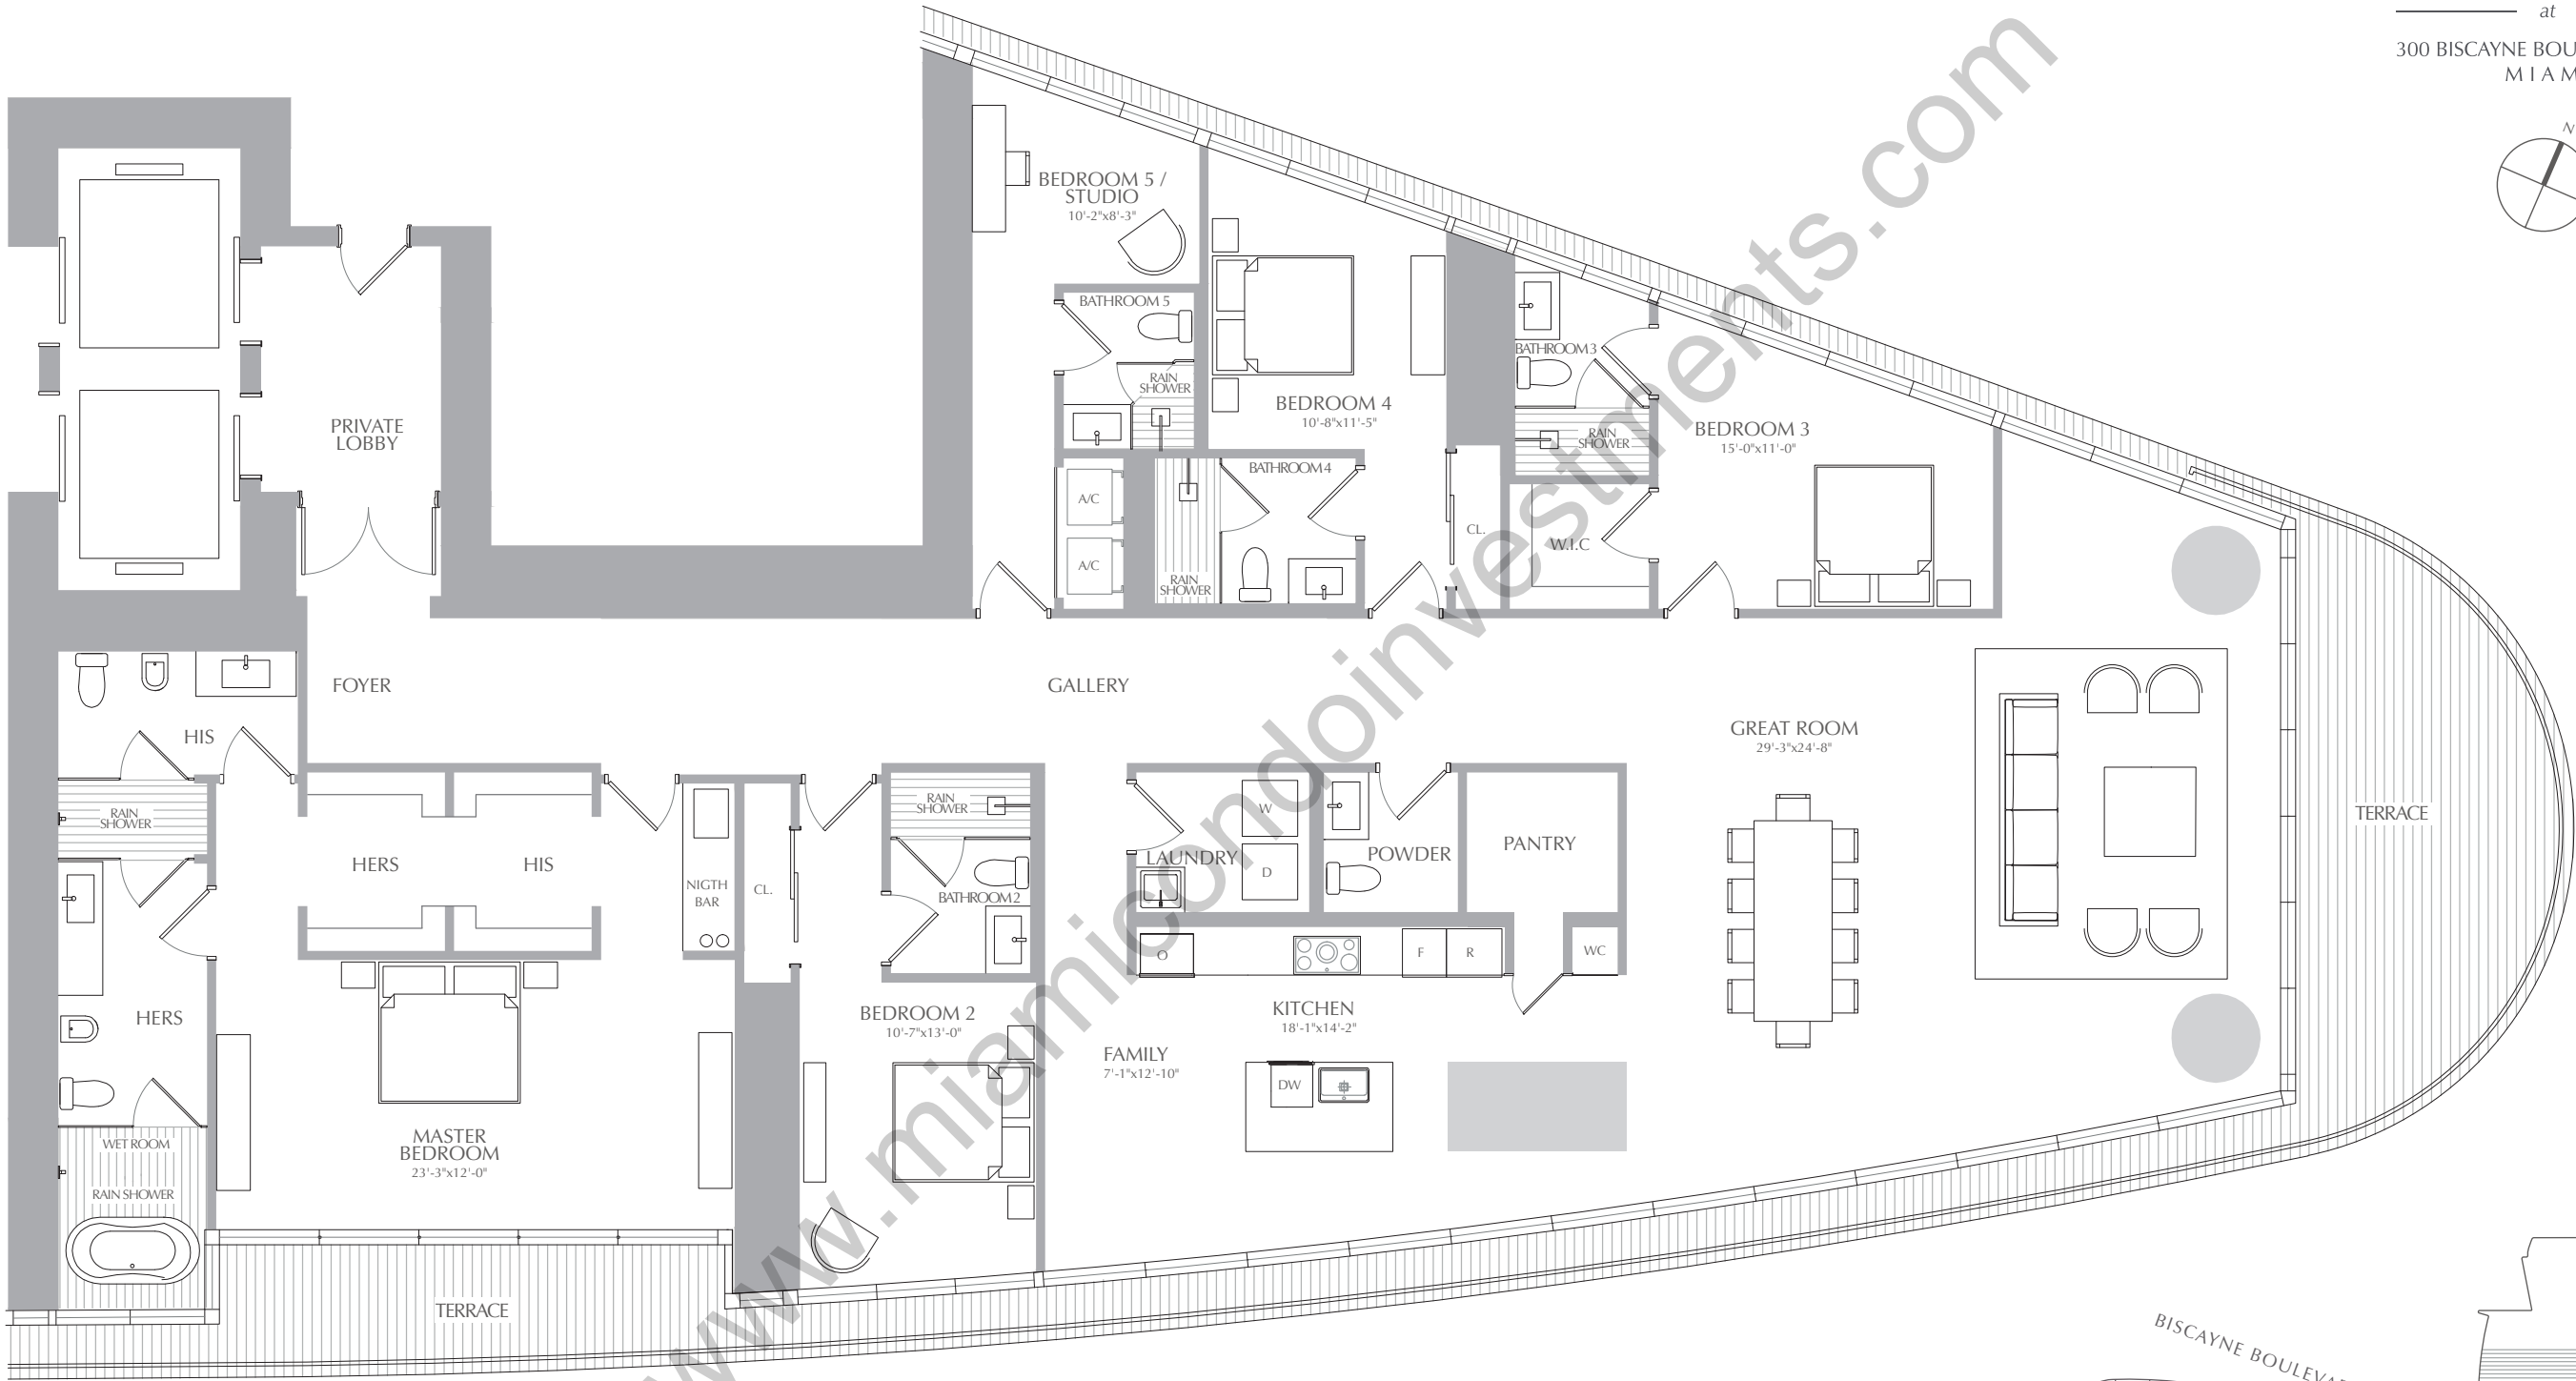 at
300 BISCAYNE BOU
MIAM
N
BEDROOM 5 /
STUDIO
10'-2"x8'-3"
BATHROOM 5
RAIN
SHOWER
BEDROOM 4
10'-8"x11'-5"
BATHROOM 3
RAIN
SHOWER
BEDROOM 3
15'-0"x11'-0"
PRIVATE
LOBBY
A/C
A/C
BATHROOM 4
RAIN
SHOWER
CL.
W.I.C
FOYER
GALLERY
GREAT ROOM
29'-3"x24'-8"
TERRACE
HIS
RAIN
SHOWER
HERS
HIS
NIGTH
BAR
CL.
RAIN
SHOWER
BATHROOM 2
W
LAUNDRY
D
POWDER
PANTRY
O
F
R
WC
HERS
BEDROOM 2
10'-7"x13'-0"
KITCHEN
18'-1"x14'-2"
FAMILY
7'-1"x12'-10"
DW
MASTER
BEDROOM
23'-3"x12'-0"
WET ROOM
RAIN SHOWER
TERRACE
BISCAYNE BOULEVA
www.miamicondoinvestments.com